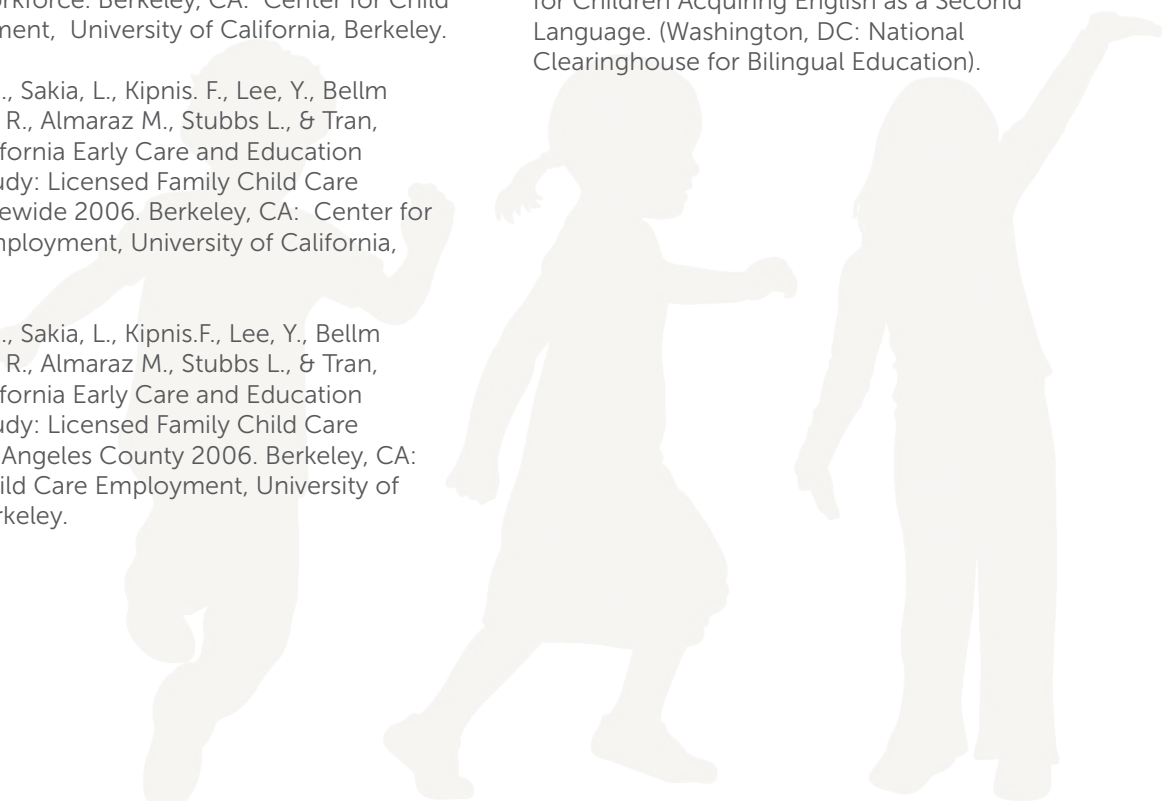 orkforce. Berkeley, CA: Center for Child
ment, University of California, Berkeley.
., Sakia, L., Kipnis. F., Lee, Y., Bellm
R., Almaraz M., Stubbs L., & Tran,
ifornia Early Care and Education
udy: Licensed Family Child Care
ewide 2006. Berkeley, CA: Center for
mployment, University of California,
., Sakia, L., Kipnis.F., Lee, Y., Bellm
R., Almaraz M., Stubbs L., & Tran,
ifornia Early Care and Education
udy: Licensed Family Child Care
Angeles County 2006. Berkeley, CA:
ild Care Employment, University of
rkeley.
for Children Acquiring English as a Second
Language. (Washington, DC: National
Clearinghouse for Bilingual Education).